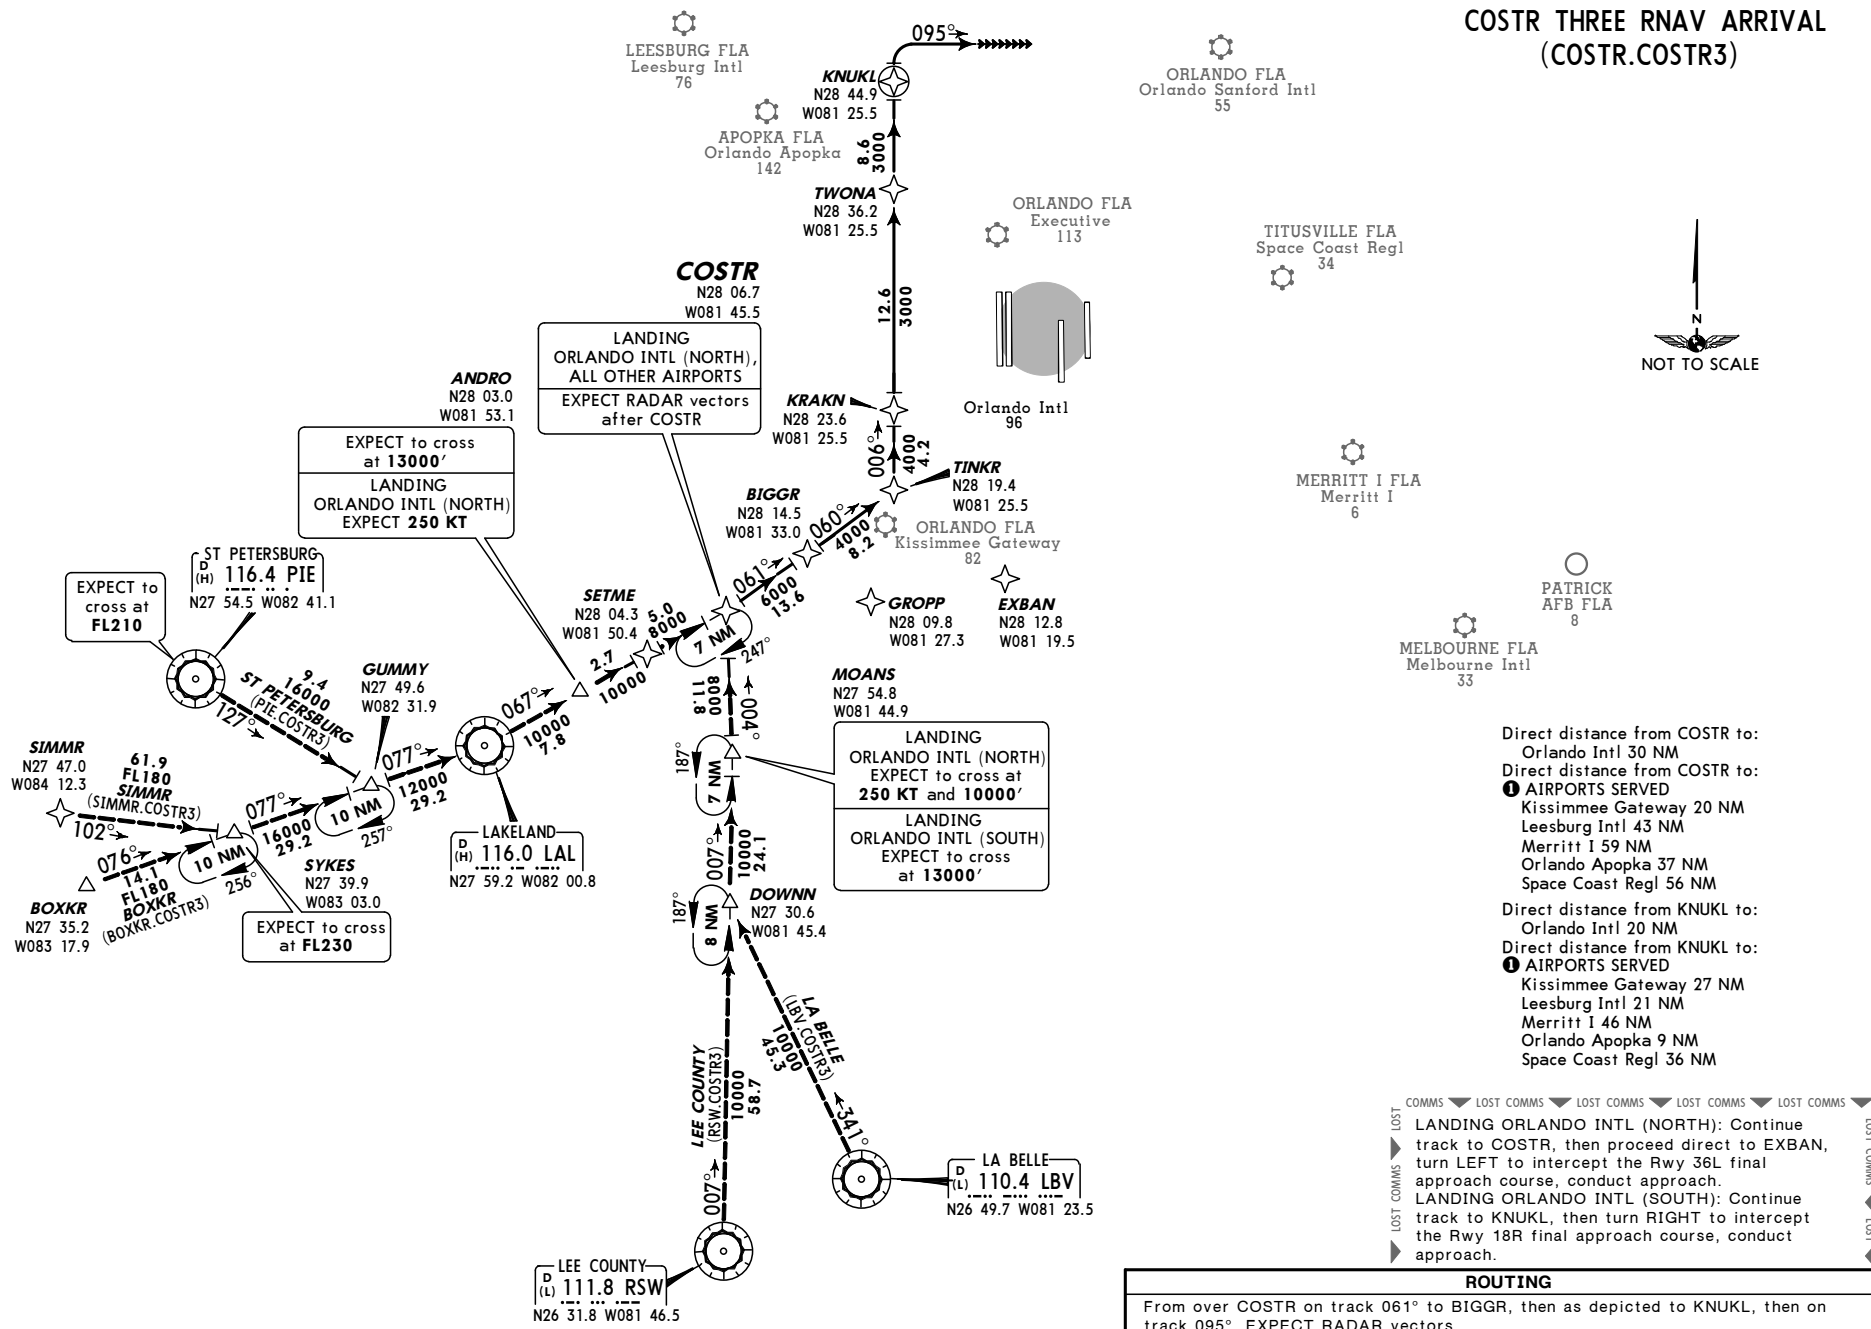 COSTR THREE RNAV ARRIVAL
(COSTR.COSTR3)
LEESBURG FLA
Leesburg Intl
76
APOPKA FLA
Orlando Apopka
142
KNUKL
N28 44.9
W081 25.5
095°
ORLANDO FLA
Orlando Sanford Intl
55
8.6
3000
TWONA
N28 36.2
W081 25.5
ORLANDO FLA
Executive
113
TITUSVILLE FLA
Space Coast Regl
34
N
NOT TO SCALE
12.6
3000
COSTR
N28 06.7
W081 45.5
LANDING
ORLANDO INTL (NORTH),
ALL OTHER AIRPORTS
EXPECT RADAR vectors
after COSTR
ANDRO
N28 03.0
W081 53.1
EXPECT to cross
at 13000'
LANDING
ORLANDO INTL (NORTH)
EXPECT 250 KT
KRAKN
N28 23.6
W081 25.5
Orlando Intl
96
006°
4000
4.2
TINKR
N28 19.4
W081 25.5
BIGGR
N28 14.5
W081 33.0
060°
4000
8.2
ORLANDO FLA
Kissimmee Gateway
82
MERRITT I FLA
Merritt I
6
PATRICK
AFB FLA
8
MELBOURNE FLA
Melbourne Intl
33
061°
6000
13.6
GROPP
N28 09.8
W081 27.3
EXBAN
N28 12.8
W081 19.5
ST PETERSBURG
D
(H) 116.4 PIE
N27 54.5 W082 41.1
EXPECT to
cross at
FL210
SETME
N28 04.3
W081 50.4
5.0
8000
7 NM
247°
2.7
10000
9.4
16000
ST PETERSBURG
(PIE.COSTR3)
127°
GUMMY
N27 49.6
W082 31.9
067°
10000
7.8
077°
12000
29.2
LAKELAND
D
(H) 116.0 LAL
N27 59.2 W082 00.8
SIMMR
N27 47.0
W084 12.3
61.9
FL180
SIMMR
(SIMMR.COSTR3)
102°
077°
16000
29.2
10 NM
257°
076°
14.1
FL180
BOXKR
(BOXKR.COSTR3)
10 NM
256°
BOXKR
N27 35.2
W083 17.9
SYKES
N27 39.9
W083 03.0
EXPECT to cross
at FL230
8000
11.8
004°
MOANS
N27 54.8
W081 44.9
LANDING
ORLANDO INTL (NORTH)
EXPECT to cross at
250 KT and 10000'
LANDING
ORLANDO INTL (SOUTH)
EXPECT to cross
at 13000'
187°
7 NM
007°
10000
24.1
DOWNN
N27 30.6
W081 45.4
187°
8 NM
LEE COUNTY
(RSW.COSTR3)
10000
58.7
007°
LA BELLE
(LBV.COSTR3)
10000
45.3
341°
LA BELLE
D
(L) 110.4 LBV
N26 49.7 W081 23.5
LEE COUNTY
D
(L) 111.8 RSW
N26 31.8 W081 46.5
Direct distance from COSTR to:
Orlando Intl 30 NM
Direct distance from COSTR to:
1 AIRPORTS SERVED
Kissimmee Gateway 20 NM
Leesburg Intl 43 NM
Merritt I 59 NM
Orlando Apopka 37 NM
Space Coast Regl 56 NM
Direct distance from KNUKL to:
Orlando Intl 20 NM
Direct distance from KNUKL to:
1 AIRPORTS SERVED
Kissimmee Gateway 27 NM
Leesburg Intl 21 NM
Merritt I 46 NM
Orlando Apopka 9 NM
Space Coast Regl 36 NM
COMMS LOST COMMS LOST COMMS LOST COMMS LOST COMMS
LOST
LOST COMMS
LOST COMMS
LOST
LANDING ORLANDO INTL (NORTH): Continue
track to COSTR, then proceed direct to EXBAN,
turn LEFT to intercept the Rwy 36L final
approach course, conduct approach.
LANDING ORLANDO INTL (SOUTH): Continue
track to KNUKL, then turn RIGHT to intercept
the Rwy 18R final approach course, conduct
approach.
ROUTING
From over COSTR on track 061° to BIGGR, then as depicted to KNUKL, then on
track 095°. EXPECT RADAR vectors